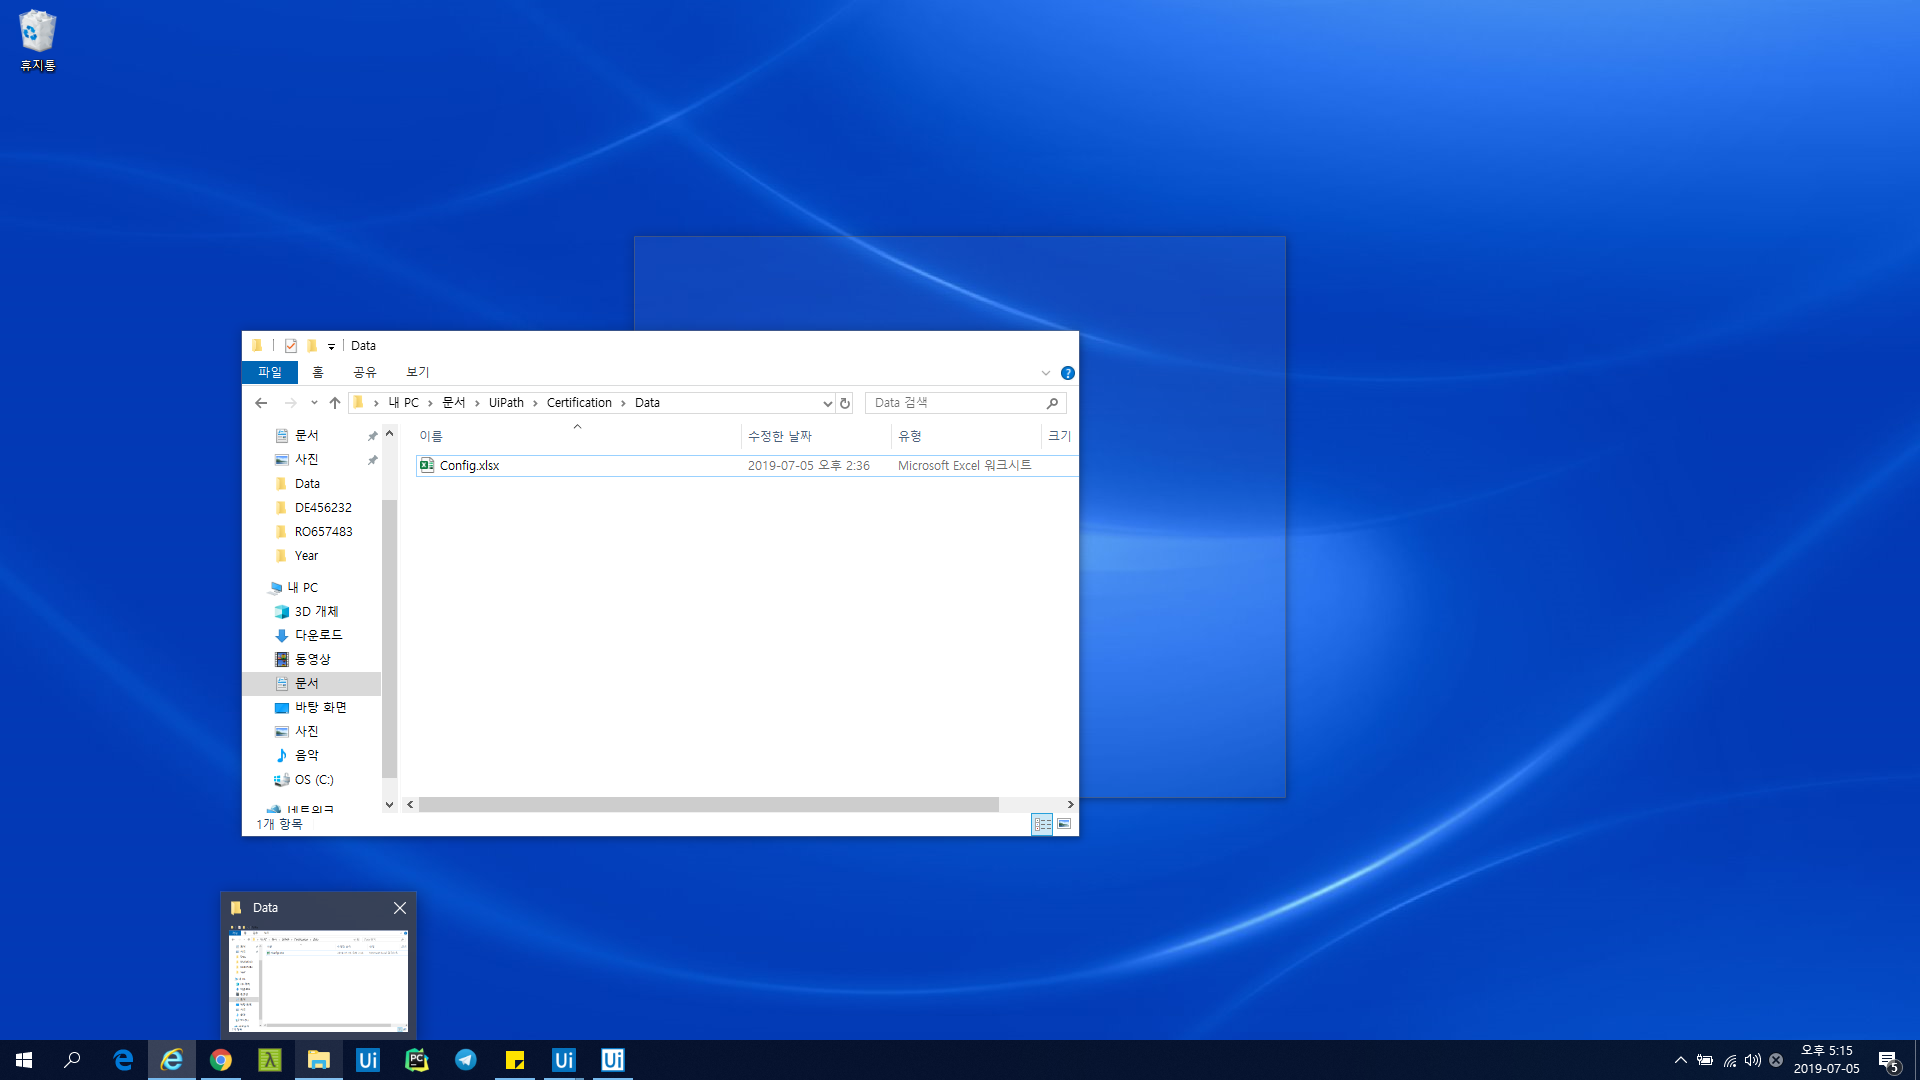 휴지통
Data
파일 홈 공유 보기
내 PC 문서 UiPath Certification Data
Data 검색
이름 수정한 날짜 유형 크기
Config.xlsx 2019-07-05 오후 2:36 Microsoft Excel 워크시트
문서
사진
Data
DE456232
RO657483
Year
내 PC
3D 개체
다운로드
동영상
문서
바탕 화면
사진
음악
OS (C:)
네트워크
1개 항목
Data
Ui PC Ui Ui
오후 5:15
2019-07-05
5